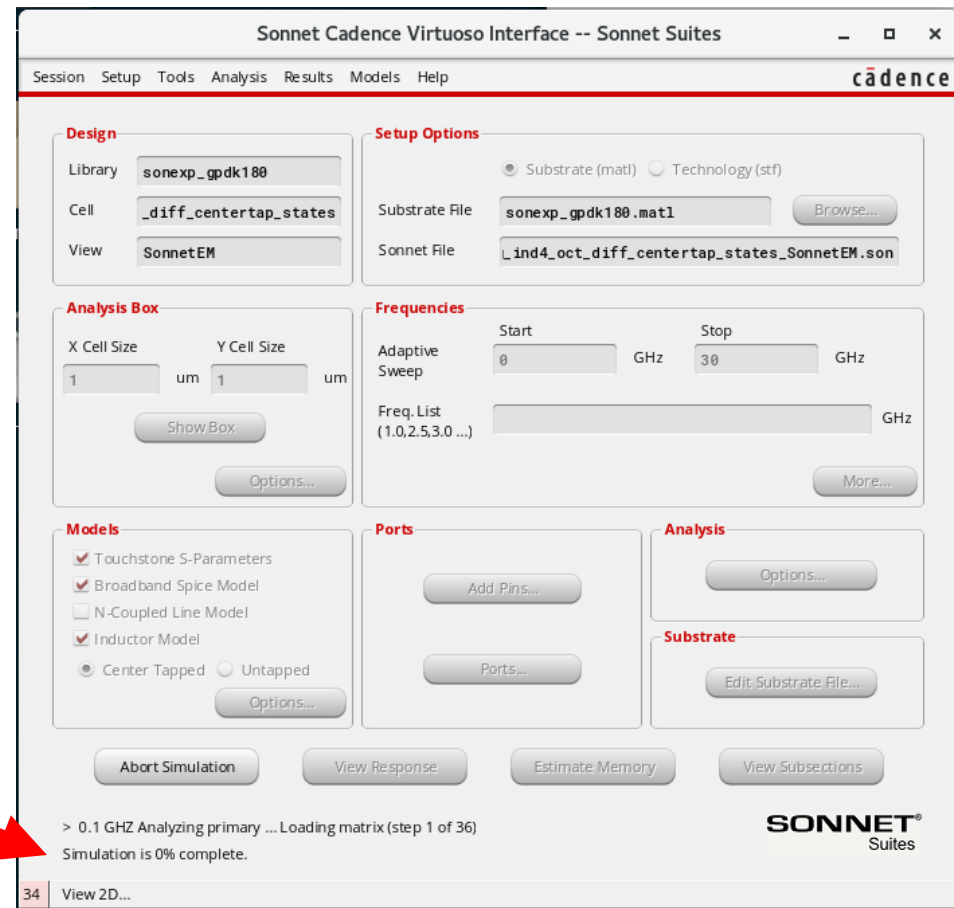 Sonnet Cadence Virtuoso Interface -- Sonnet Suites
Session Setup Tools Analysis Results Models Help
cādence
Design
Library sonexp_gpdk180
Cell _diff_centertap_states
View SonnetEM
Setup Options
Substrate (matl) Technology (stf)
Substrate File sonexp_gpdk180.matl Browse...
Sonnet File _ind4_oct_diff_centertap_states_SonnetEM.son
Analysis Box
X Cell Size Y Cell Size
1 um 1 um
Show Box
Options...
Frequencies
Start Stop
Adaptive
Sweep
0 GHz 30 GHz
Freq. List
(1.0,2.5,3.0 ...)
GHz
More...
Models
Touchstone S-Parameters
Broadband Spice Model
N-Coupled Line Model
Inductor Model
Center Tapped Untapped
Options...
Ports
Add Pins...
Ports...
Analysis
Options...
Substrate
Edit Substrate File...
Abort Simulation View Response Estimate Memory View Subsections
> 0.1 GHZ Analyzing primary ... Loading matrix (step 1 of 36)
Simulation is 0% complete.
SONNET®
Suites
34 View 2D...